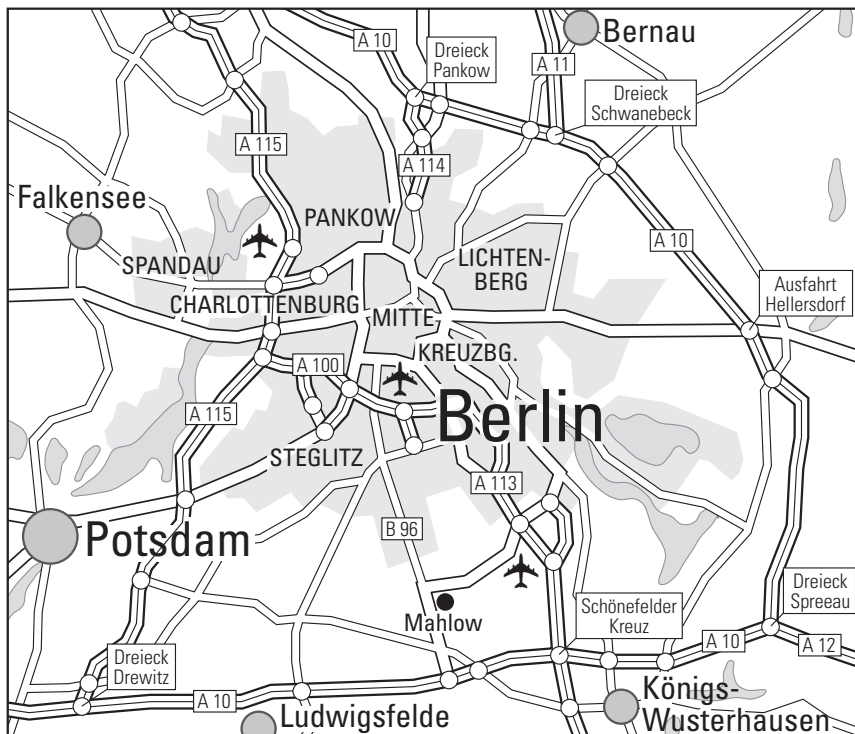 Bernau
A 10
Dreieck
Pankow
A 11
Dreieck
Schwanebeck
A 115
A 114
Falkensee
PANKOW
A 10
SPANDAU
LICHTEN-
BERG
Ausfahrt
Hellersdorf
CHARLOTTENBURG
MITTE
KREUZBG.
A 100
A 115
Berlin
STEGLITZ
A 113
B 96
Potsdam
Dreieck
Spreeau
Schönefelder
Kreuz
Mahlow
A 10
A 12
Dreieck
Drewitz
A 10
Ludwigsfelde
Königs-
Wusterhausen